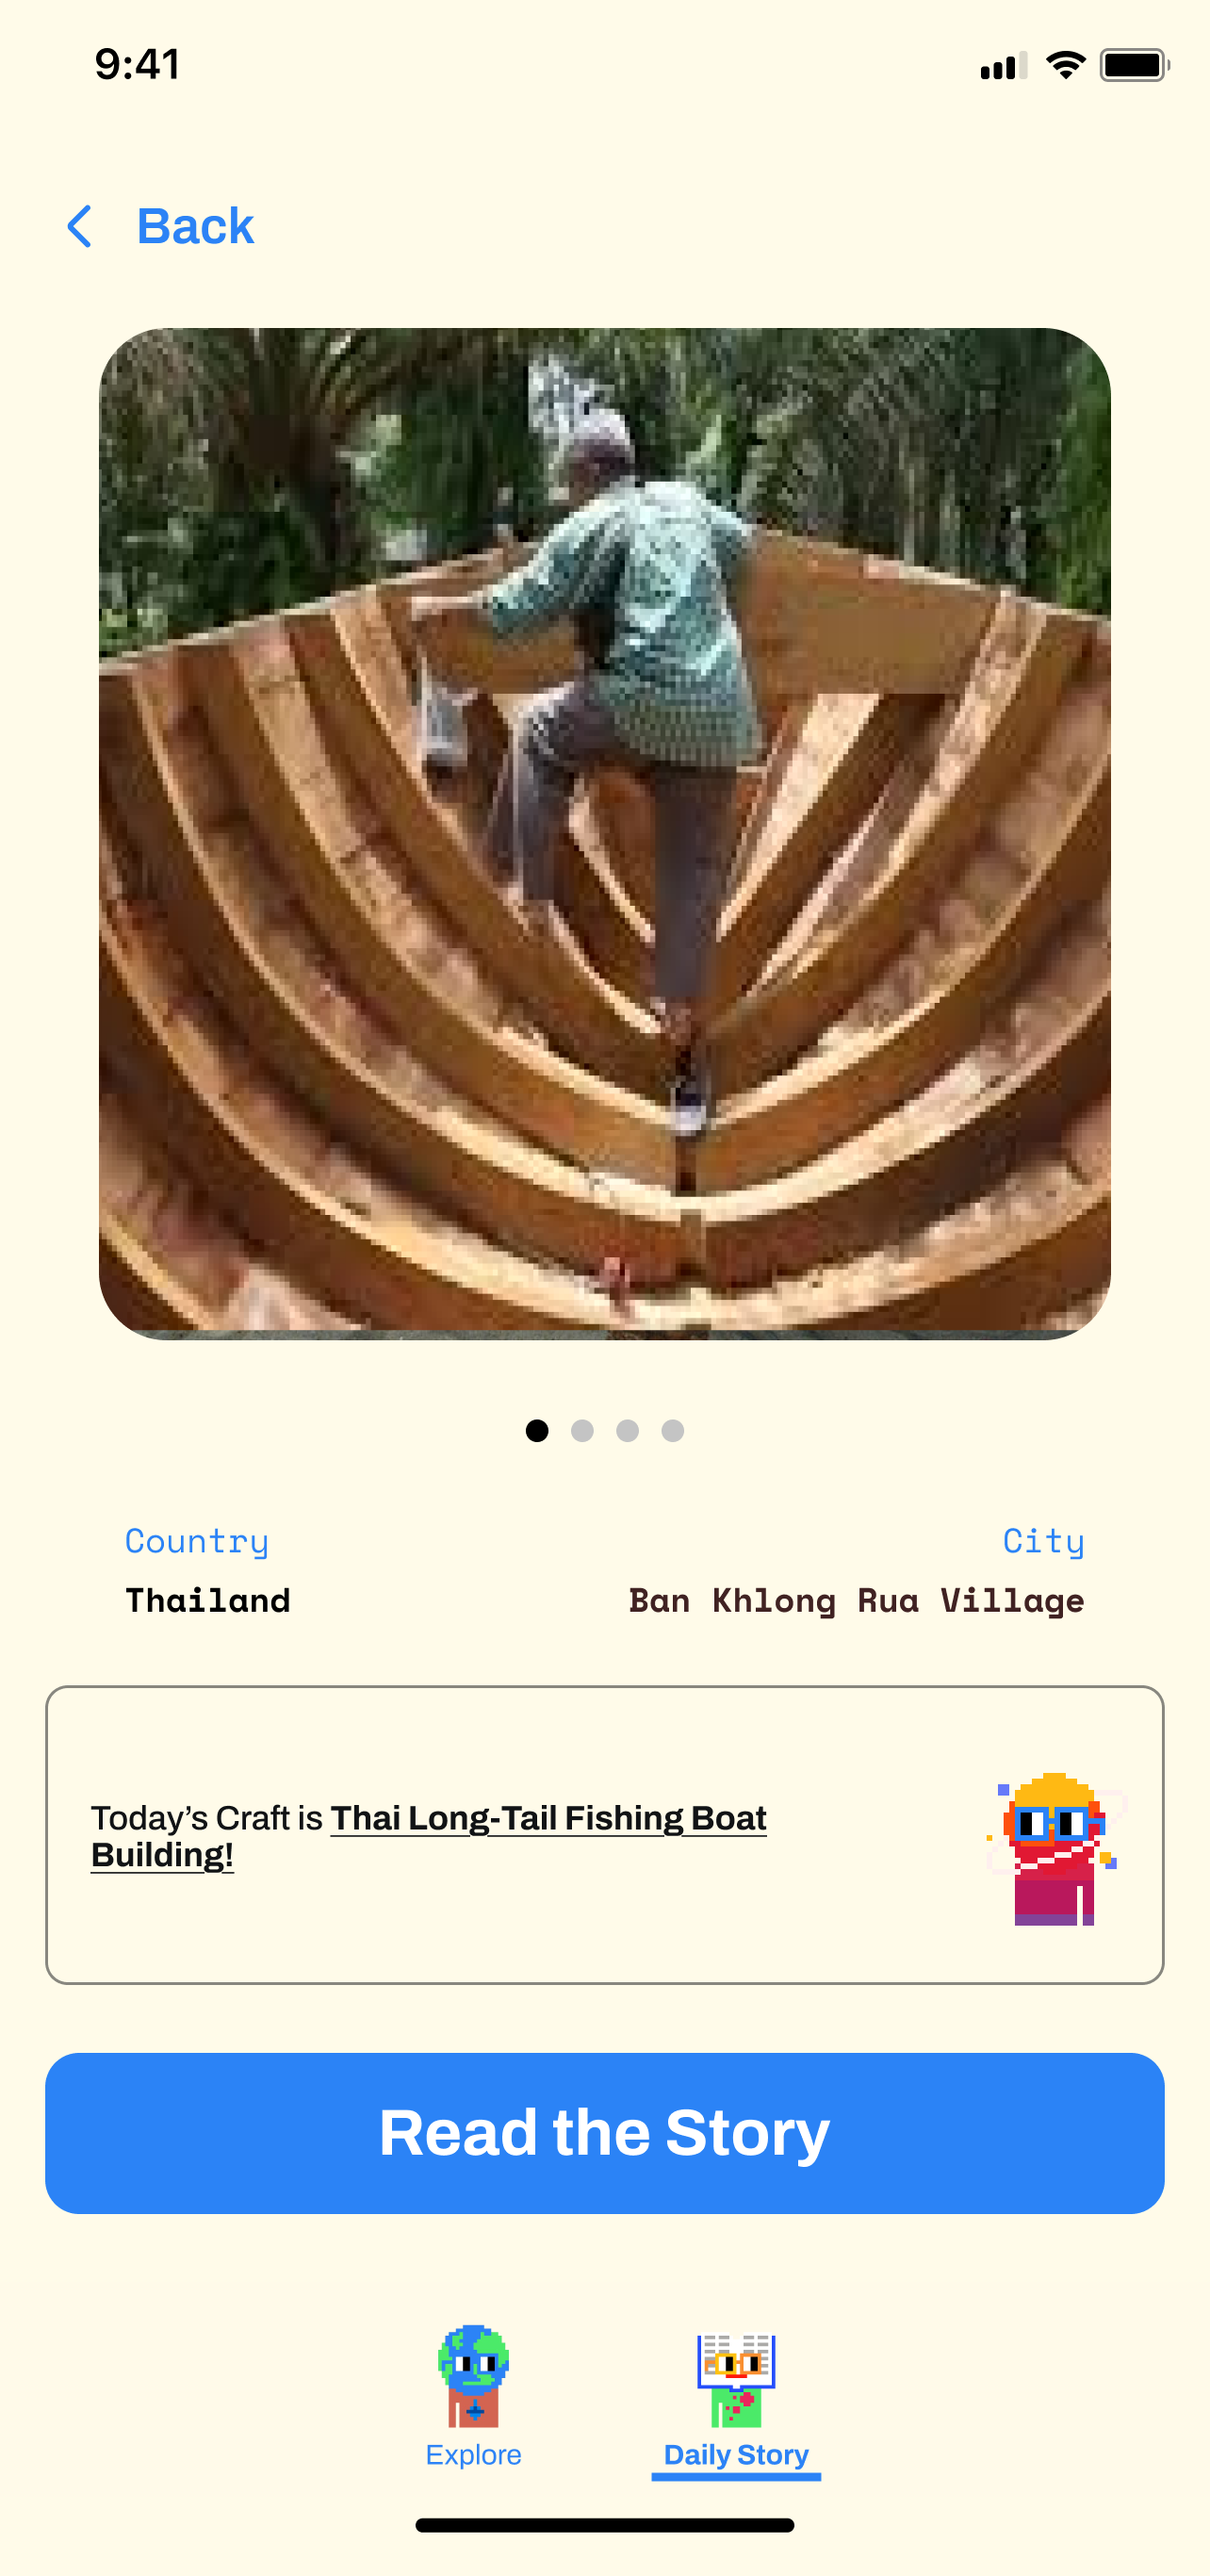 9:41
Back
Country
City
Thailand
Ban Khlong Rua Village
Today’s Craft is Thai Long-Tail Fishing Boat
Building!
Read the Story
Explore
Daily Story